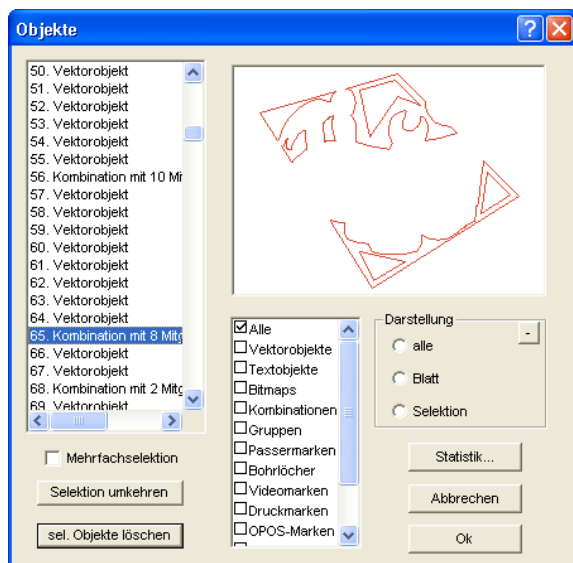 Objekte
50. Vektorobjekt
51. Vektorobjekt
52. Vektorobjekt
53. Vektorobjekt
54. Vektorobjekt
55. Vektorobjekt
56. Kombination mit 10 Mi
57. Vektorobjekt
58. Vektorobjekt
59. Vektorobjekt
60. Vektorobjekt
61. Vektorobjekt
62. Vektorobjekt
63. Vektorobjekt
64. Vektorobjekt
65. Kombination mit 8 Mitg
66. Vektorobjekt
67. Vektorobjekt
68. Kombination mit 2 Mitg
69. Vektorobjekt
Mehrfachselektion
Selektion umkehren
sel. Objekte löschen
Alle
Vektorobjekte
Textobjekte
Bitmaps
Kombinationen
Gruppen
Passermarken
Bohrlöcher
Videomarken
Druckmarken
OPOS-Marken
Darstellung
-
alle
Blatt
Selektion
Statistik...
Abbrechen
Ok